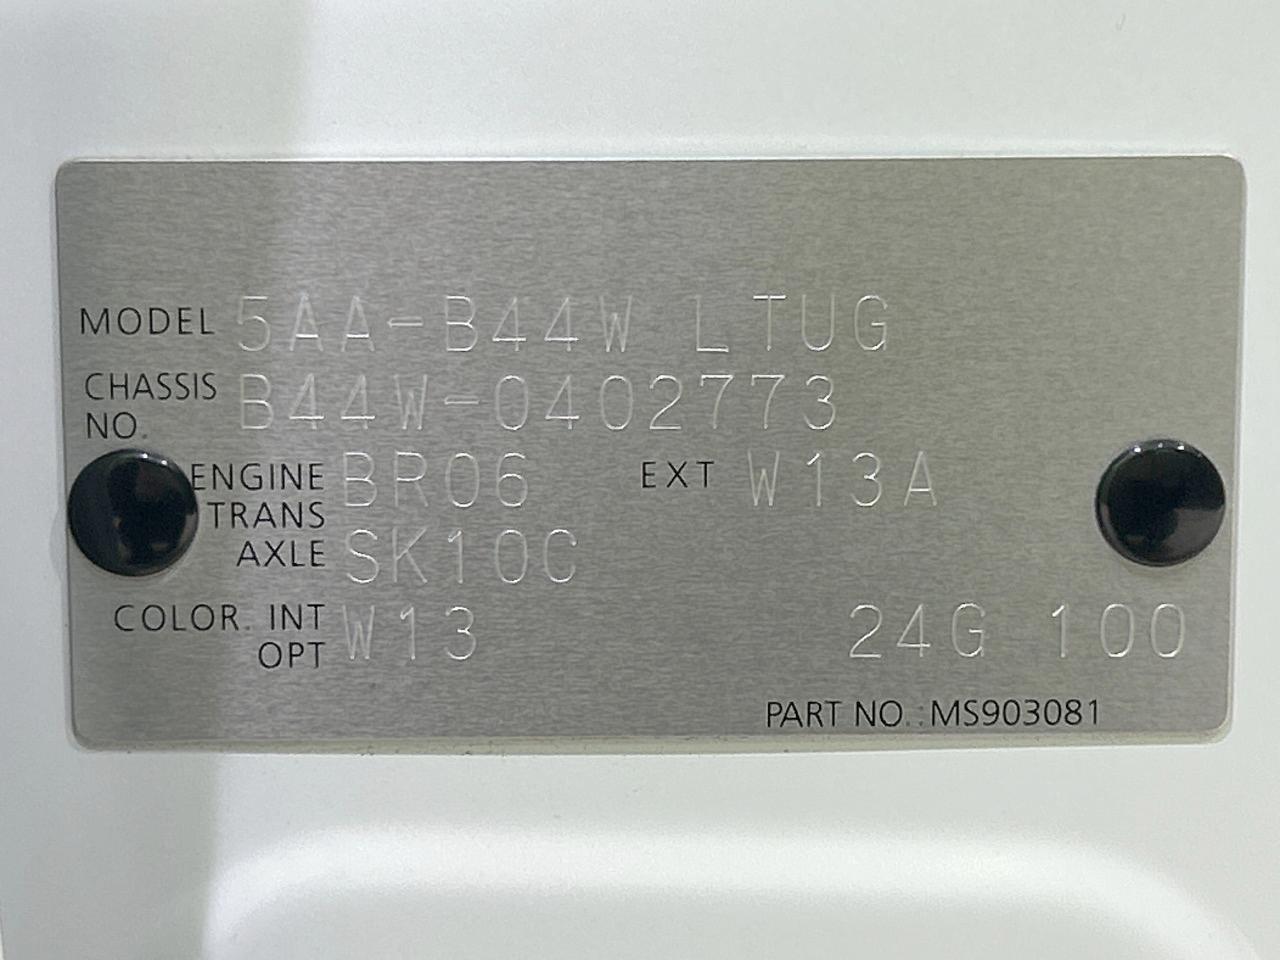 MODEL 5AA-B44W LTUG
CHASSIS NO. B44W-0402773
ENGINE BR06 EXT W13A
TRANS
AXLE SK10C
COLOR. INT W13 24G 100
OPT
PART NO.:MS903081